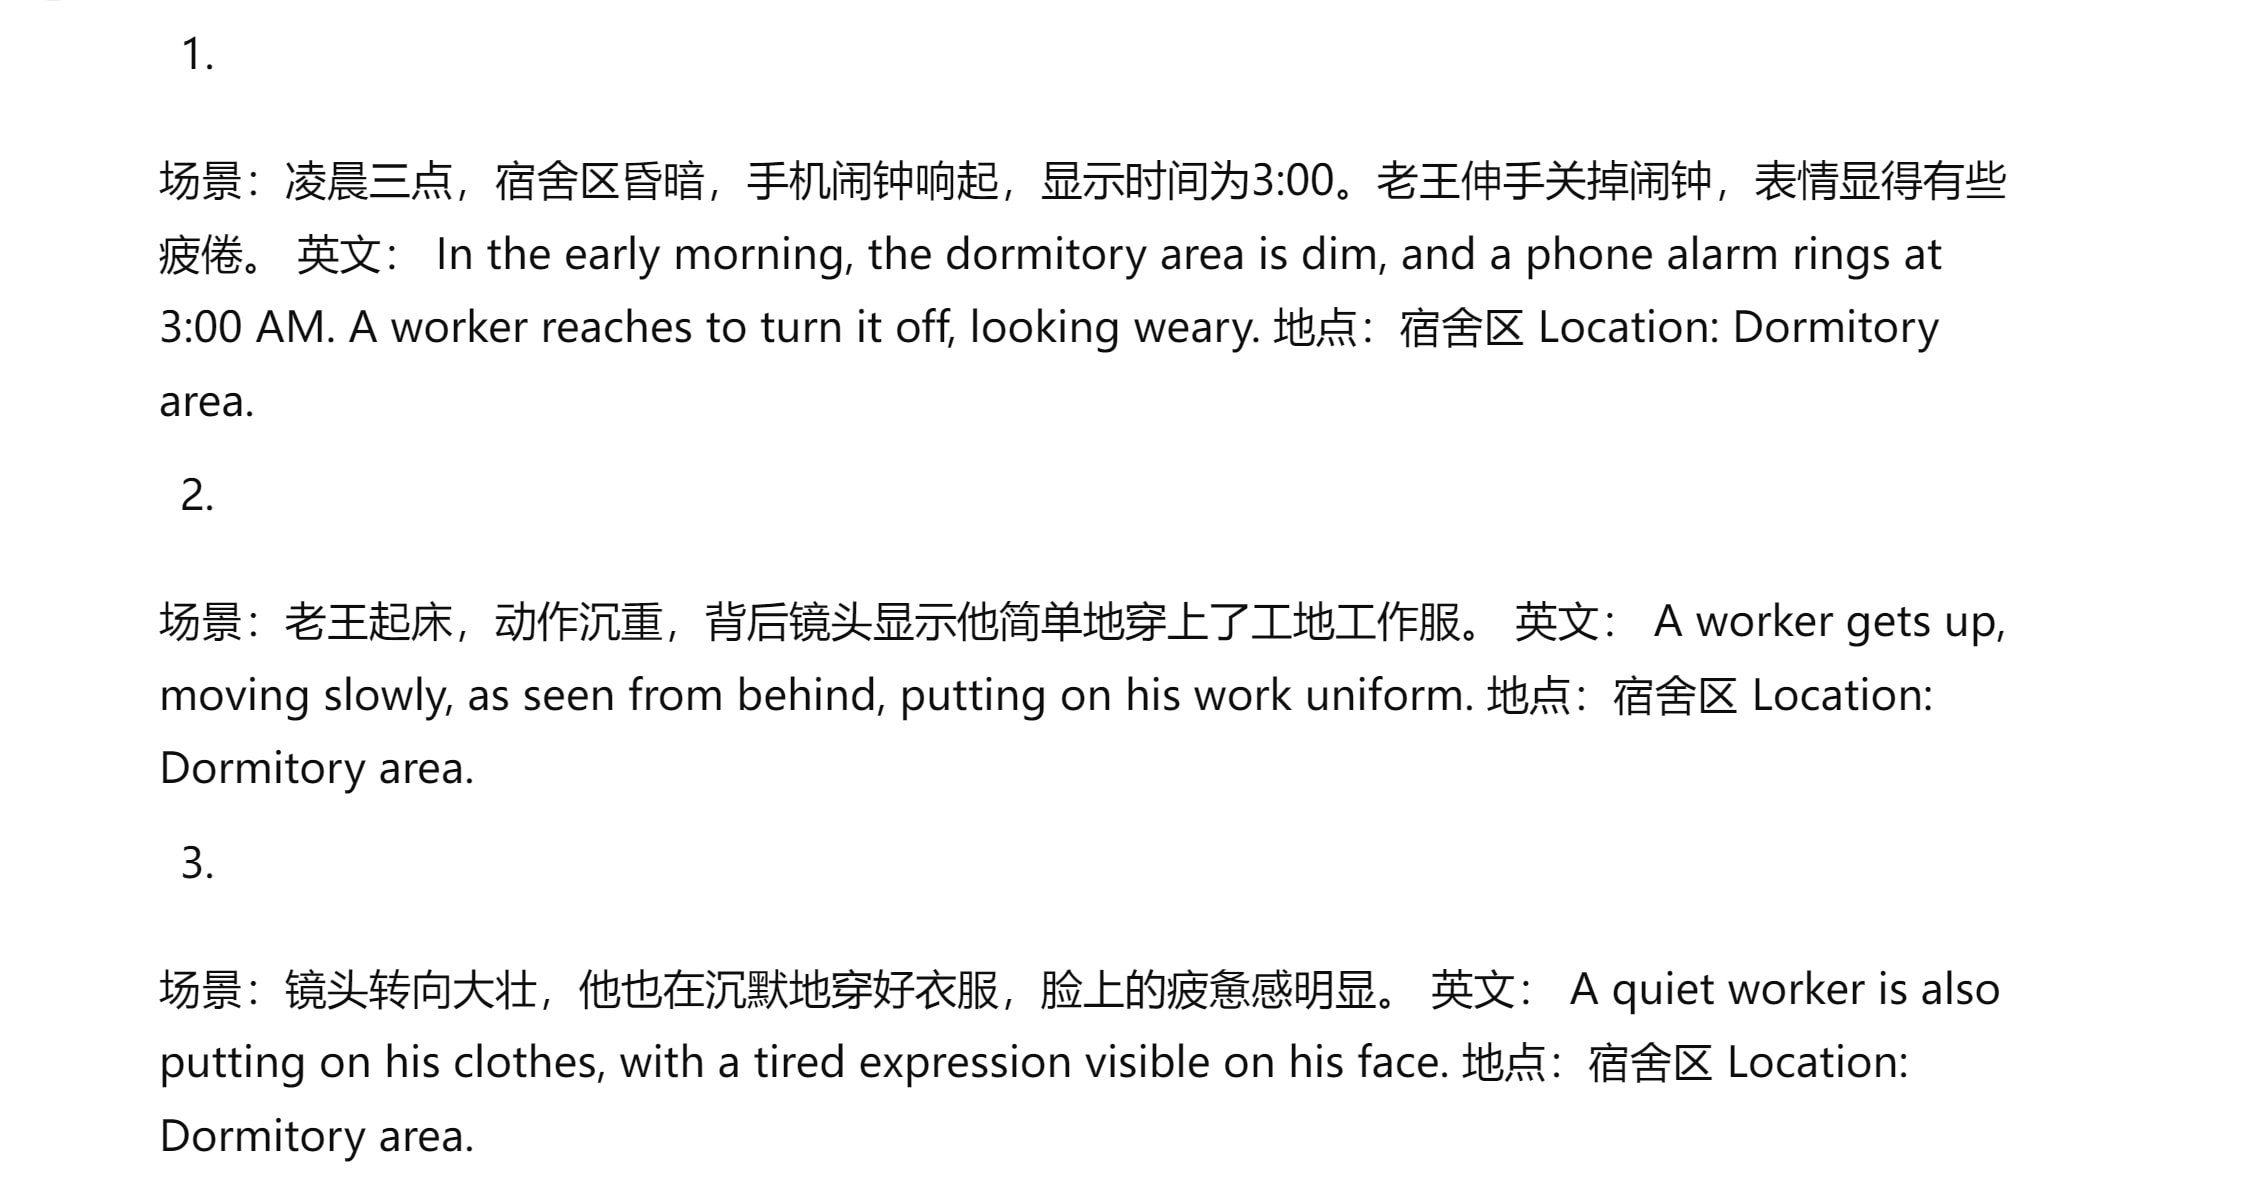 1.
场景：凌晨三点，宿舍区昏暗，手机闹钟响起，显示时间为3:00。老王伸手关掉闹钟，表情显得有些
疲倦。 英文： In the early morning, the dormitory area is dim, and a phone alarm rings at
3:00 AM. A worker reaches to turn it off, looking weary. 地点：宿舍区 Location: Dormitory
area.
2.
场景：老王起床，动作沉重，背后镜头显示他简单地穿上了工地工作服。 英文： A worker gets up,
moving slowly, as seen from behind, putting on his work uniform. 地点：宿舍区 Location:
Dormitory area.
3.
场景：镜头转向大壮，他也在沉默地穿好衣服，脸上的疲惫感明显。 英文： A quiet worker is also
putting on his clothes, with a tired expression visible on his face. 地点：宿舍区 Location:
Dormitory area.